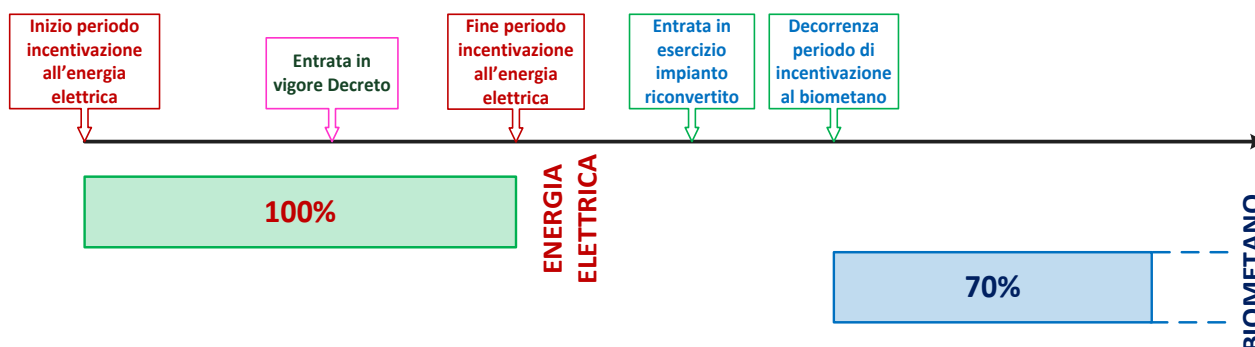 Inizio periodo
incentivazione
all’energia
elettrica
Entrata in
vigore Decreto
Fine periodo
incentivazione
all’energia
elettrica
Entrata in
esercizio
impianto
riconvertito
Decorrenza
periodo di
incentivazione
al biometano
100%
ENERGIA
ELETTRICA
70%
BIOMETANO